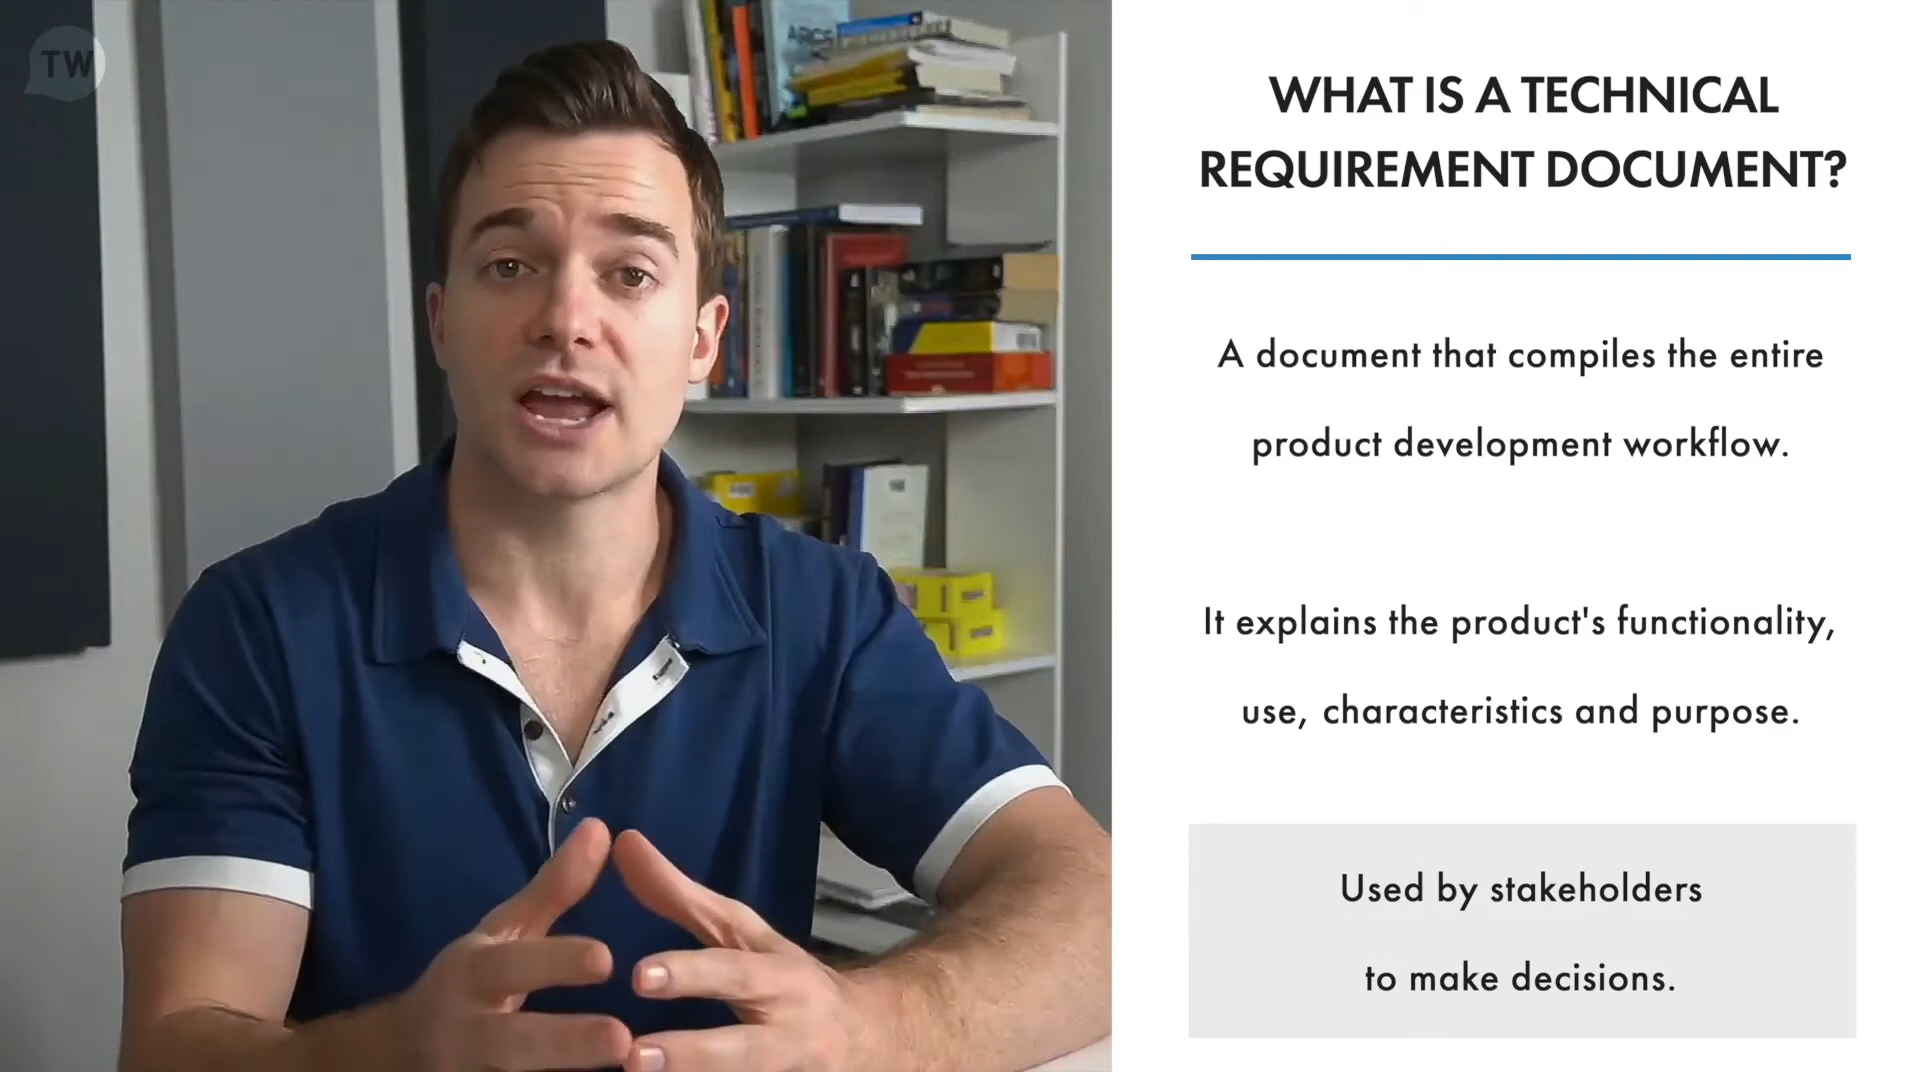 TW
WHAT IS A TECHNICAL
REQUIREMENT DOCUMENT?
A document that compiles the entire
product development workflow.
It explains the product's functionality,
use, characteristics and purpose.
Used by stakeholders
to make decisions.